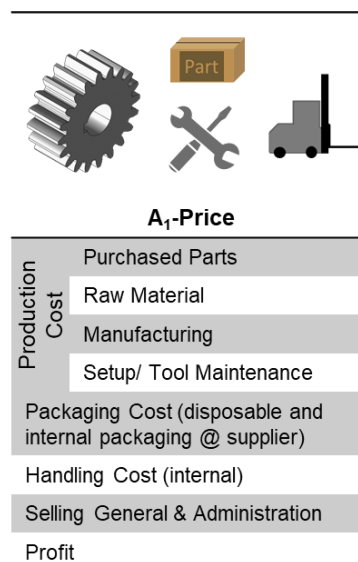 Part
A₁-Price
Production
Cost
Purchased Parts
Raw Material
Manufacturing
Setup/ Tool Maintenance
Packaging Cost (disposable and
internal packaging @ supplier)
Handling Cost (internal)
Selling General & Administration
Profit